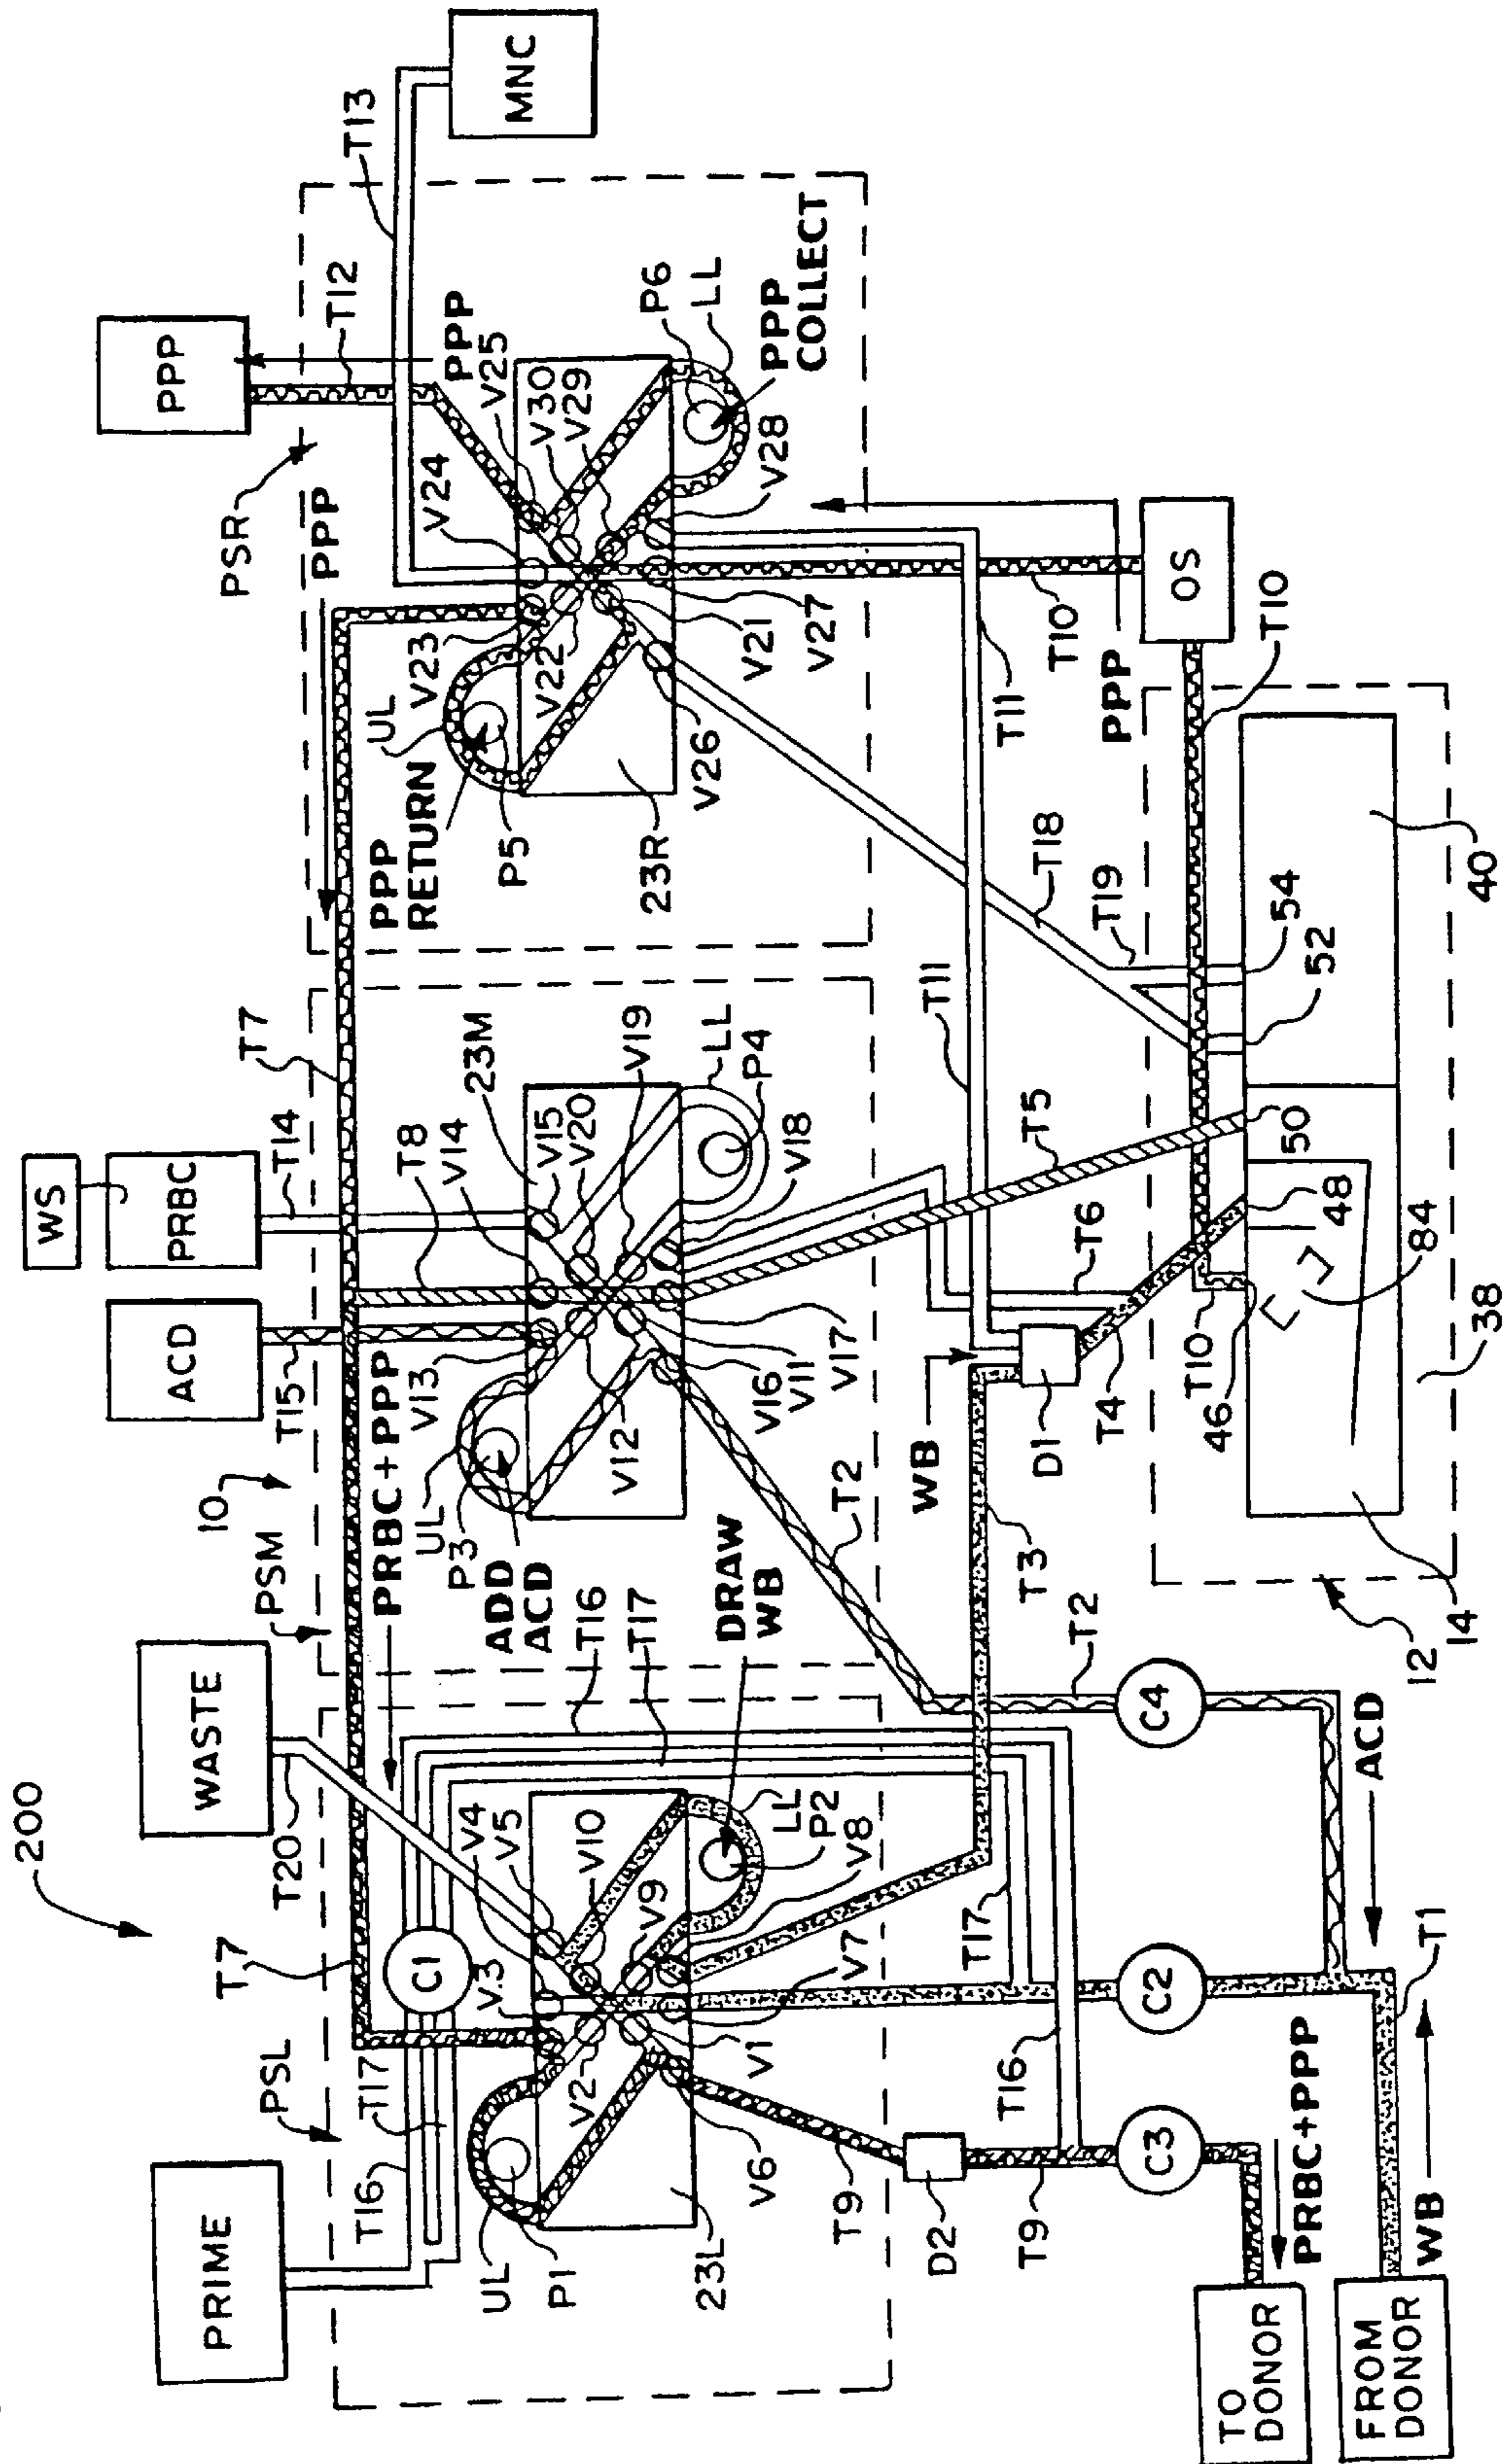 200
PRIME
WASTE
ACD
WS
PRBC
PPP
MNC
T20
T7
T15
T14
T7
T12
T13
PSL
PSM
10
PSR
T16
T17
C1
PRBC+PPP
PPP
PPP
T16
T17
UL
P1
V3
V4
V5
V10
V2
V9
V1
V6
V7
V8
LL
P2
23L
DRAW
WB
ADD
ACD
UL
P3
V13
T8
V14
23M
V15
V20
V19
V12
V16
V11
V17
V18
LL
P4
PPP
RETURN
UL
P5
V23
V22
V24
V25
V30
V29
P6
LL
23R
V26
V21
V27
V28
PPP
COLLECT
T9
D2
T9
T16
T17
T2
T3
WB
D1
T4
T6
T11
T11
T5
T18
T19
T10
PPP
OS
T10
T2
C3
C2
C4
ACD
T10
46
48
50
52
54
40
84
38
12
14
TO
DONOR
PRBC+PPP
FROM
DONOR
WB
T1